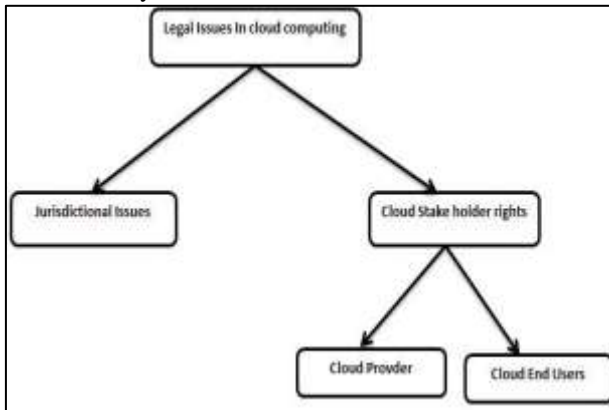 Legal Issues In cloud computing
Jurisdictional Issues
Cloud Stake holder rights
Cloud Provder
Cloud End Users